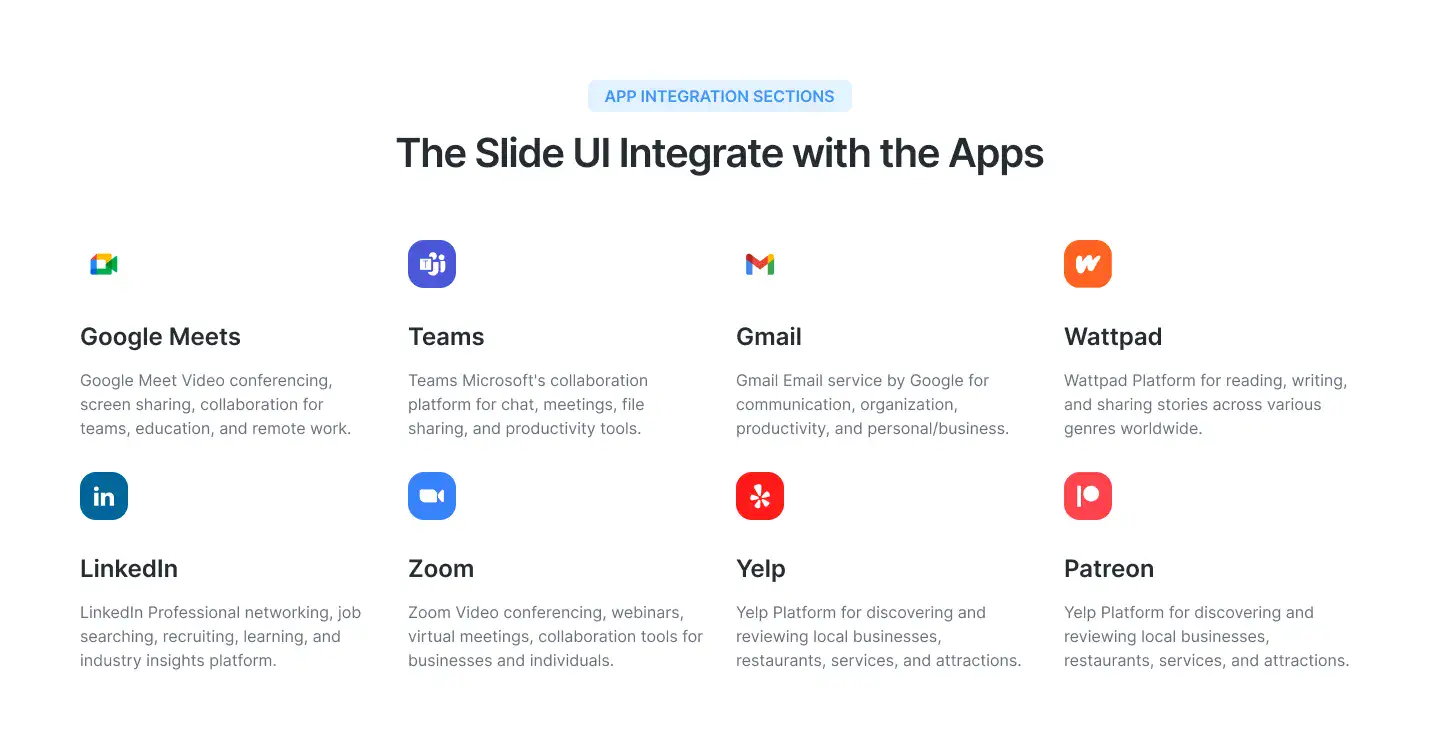 APP INTEGRATION SECTIONS
The Slide UI Integrate with the Apps
Google Meets
Google Meet Video conferencing,
screen sharing, collaboration for
teams, education, and remote work.
Teams
Teams Microsoft's collaboration
platform for chat, meetings, file
sharing, and productivity tools.
Gmail
Gmail Email service by Google for
communication, organization,
productivity, and personal/business.
Wattpad
Wattpad Platform for reading, writing,
and sharing stories across various
genres worldwide.
in
LinkedIn
LinkedIn Professional networking, job
searching, recruiting, learning, and
industry insights platform.
Zoom
Zoom Video conferencing, webinars,
virtual meetings, collaboration tools for
businesses and individuals.
Yelp
Yelp Platform for discovering and
reviewing local businesses,
restaurants, services, and attractions.
Patreon
Yelp Platform for discovering and
reviewing local businesses,
restaurants, services, and attractions.